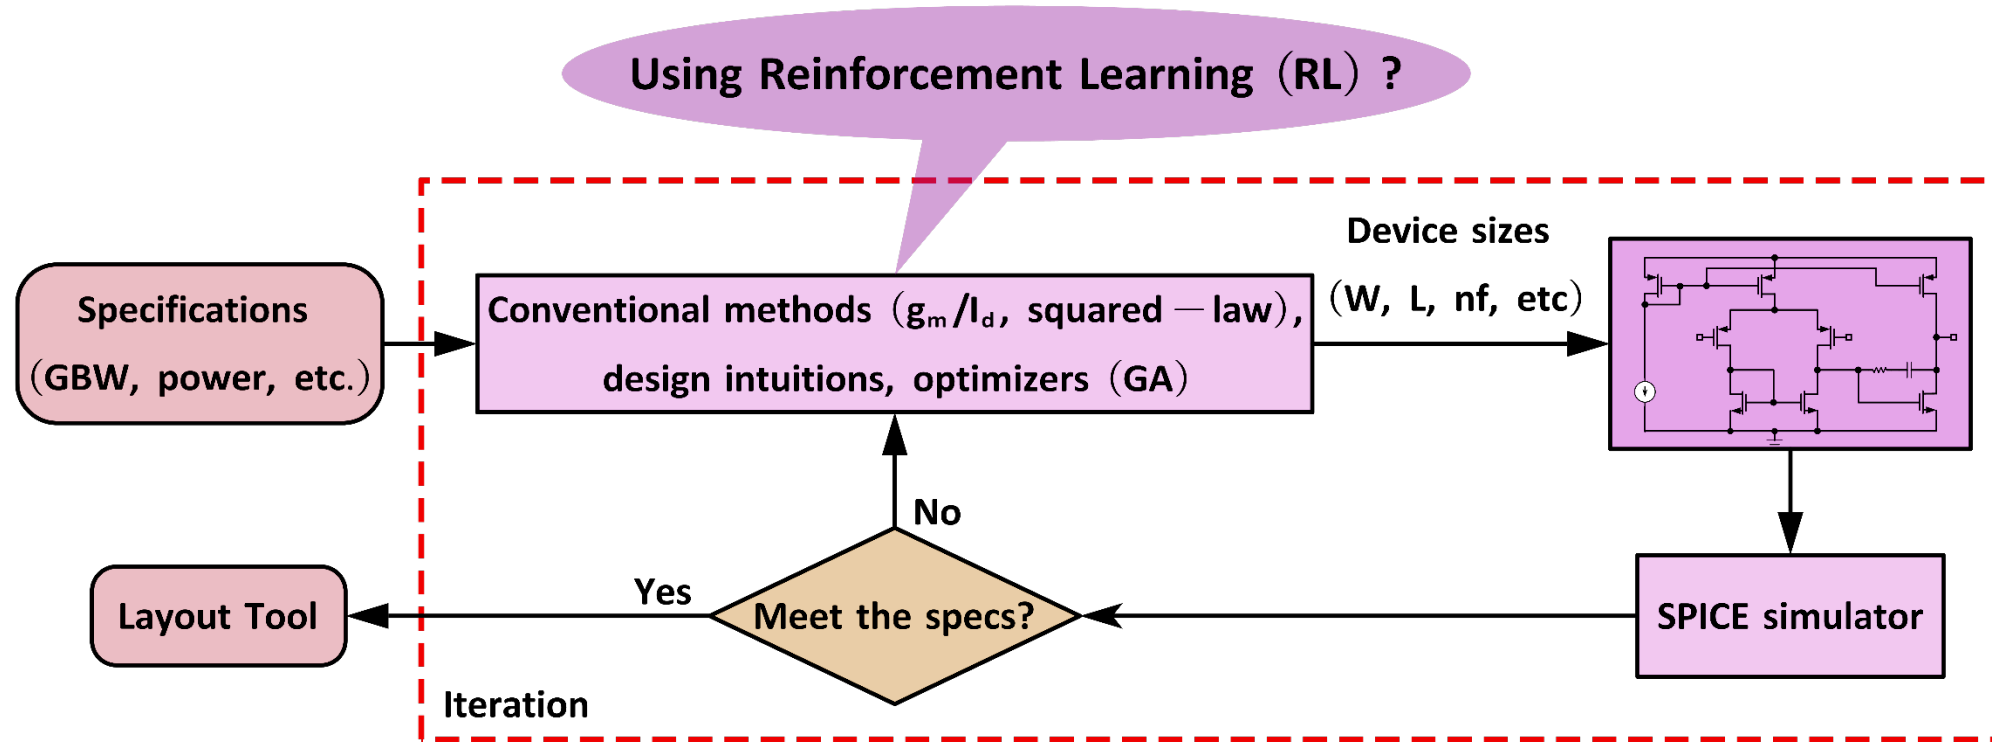 Using Reinforcement Learning (RL) ?
Device sizes
(W, L, nf, etc)
Specifications
(GBW, power, etc.)
Conventional methods (gm/Id, squared－law),
design intuitions, optimizers (GA)
No
Yes
Layout Tool
Meet the specs?
SPICE simulator
Iteration